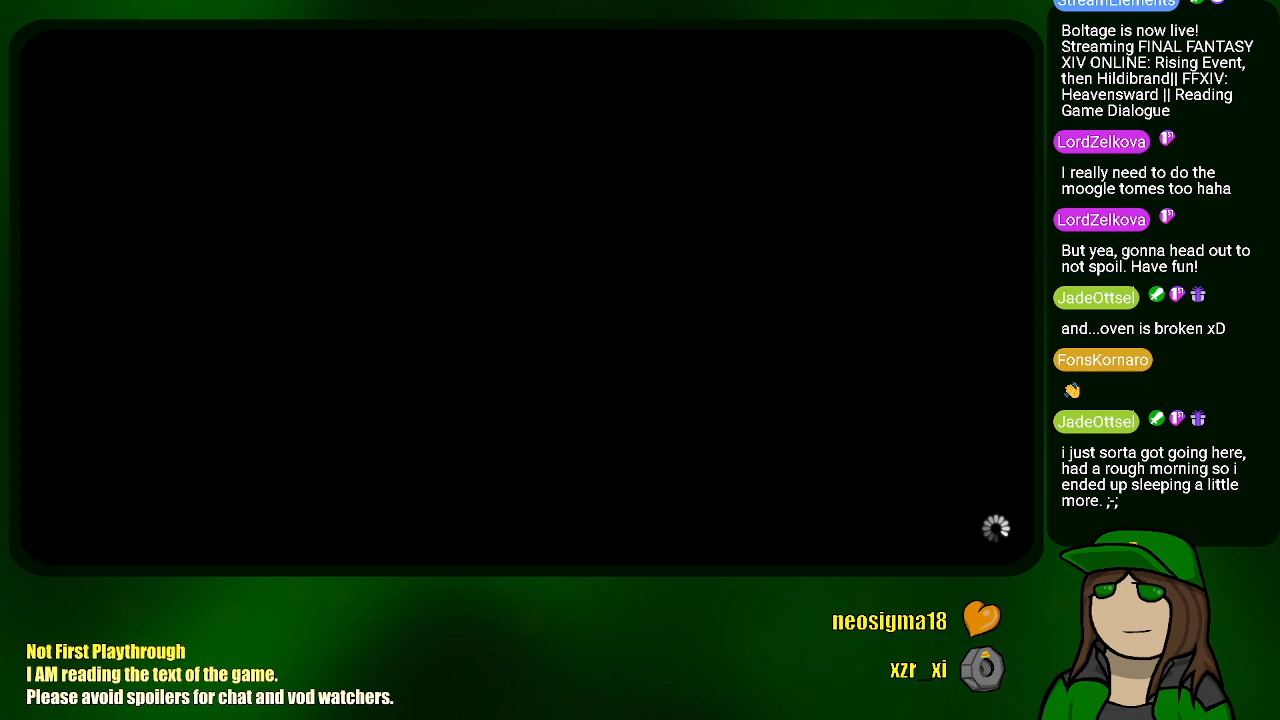 StreamElements
Boltage is now live!
Streaming FINAL FANTASY
XIV ONLINE: Rising Event,
then Hildibrand|| FFXIV:
Heavensward || Reading
Game Dialogue
LordZelkova
I really need to do the
moogle tomes too haha
LordZelkova
But yea, gonna head out to
not spoil. Have fun!
JadeOttsel
and...oven is broken xD
FonsKornaro
👋
JadeOttsel
i just sorta got going here,
had a rough morning so i
ended up sleeping a little
more. ;-;
neosigma18
xzr_xi
Not First Playthrough
I AM reading the text of the game.
Please avoid spoilers for chat and vod watchers.